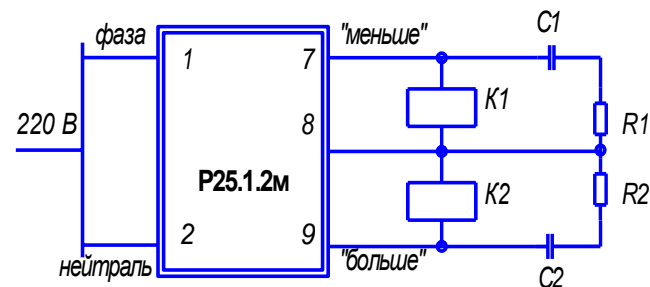 фаза
"меньше"
C1
1
7
K1
220 В
8
R1
Р25.1.2м
K2
R2
2
9
нейтраль
"больше"
C2